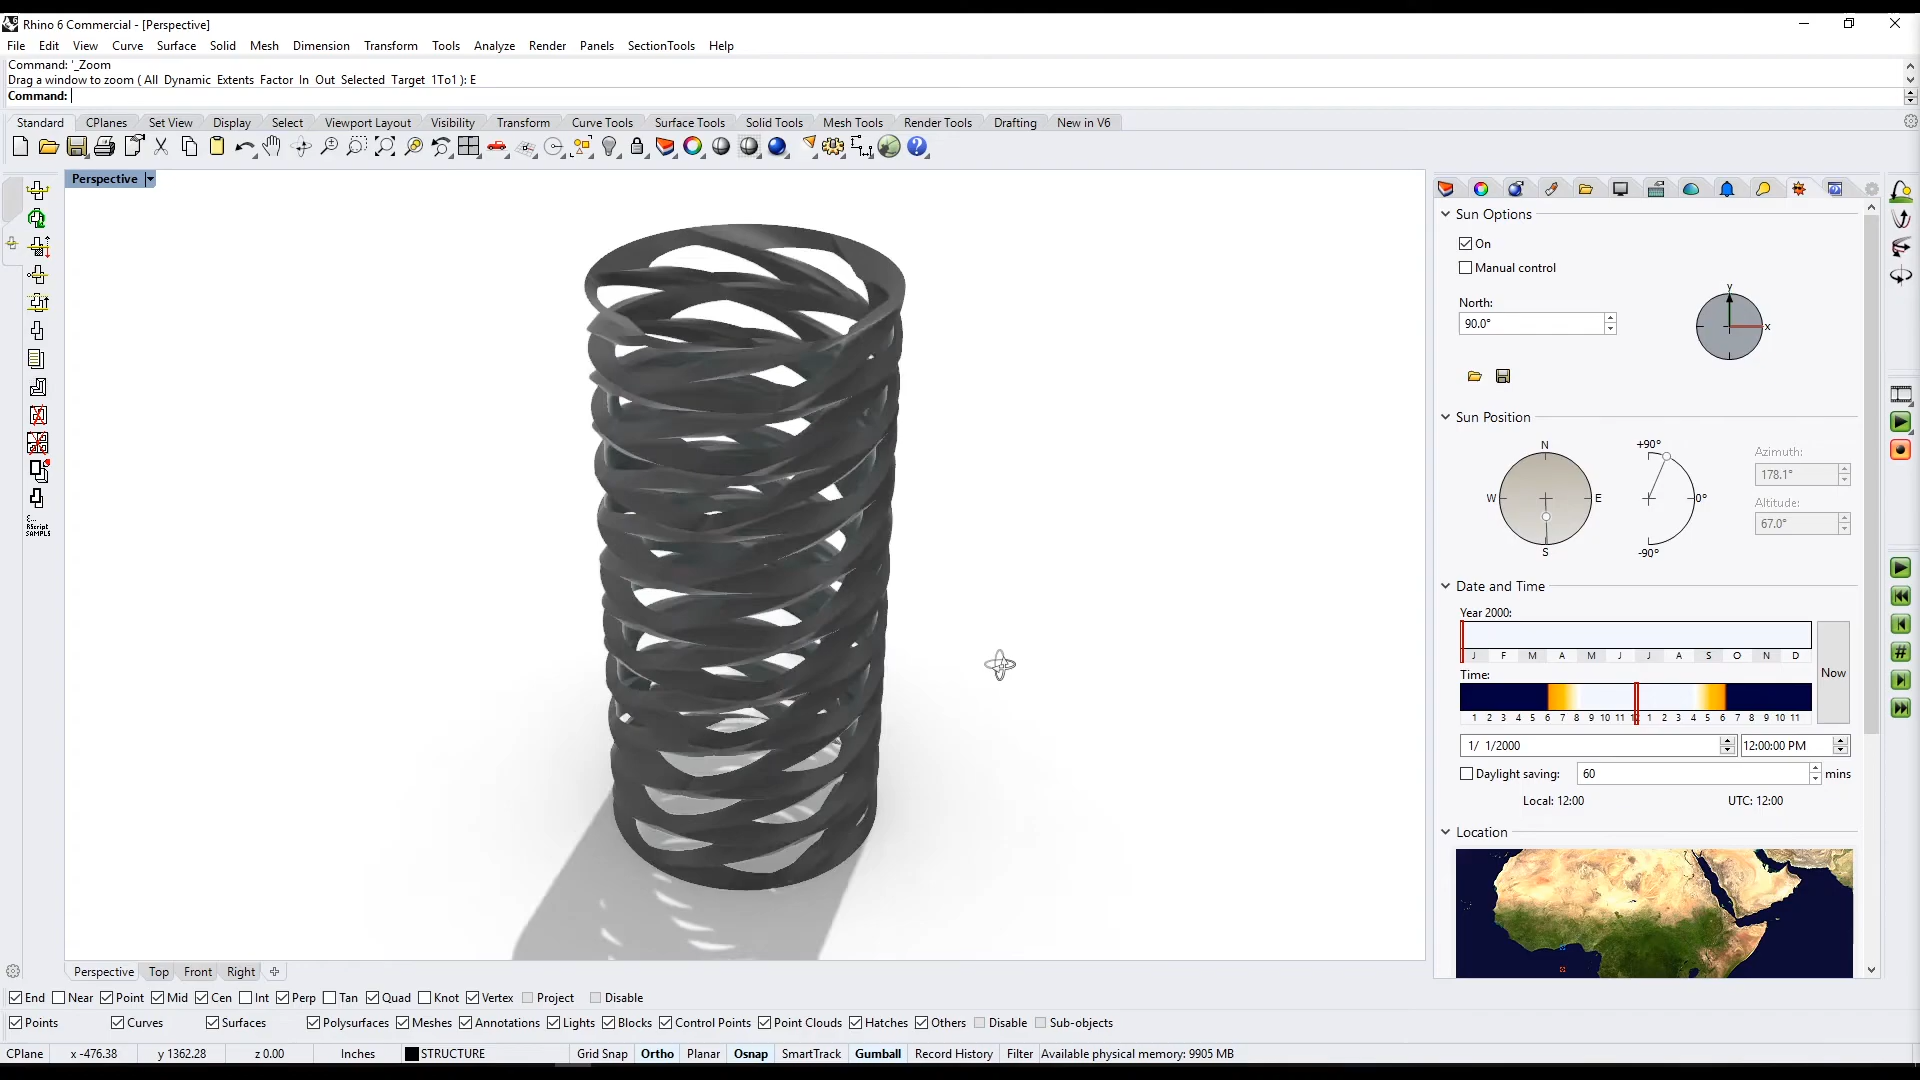 Rhino 6 Commercial - [Perspective]
File Edit View Curve Surface Solid Mesh Dimension Transform Tools Analyze Render Panels SectionTools Help
Command: '_Zoom
Drag a window to zoom ( All Dynamic Extents Factor In Out Selected Target 1To1 ): E
Command:
Standard CPlanes Set View Display Select Viewport Layout Visibility Transform Curve Tools Surface Tools Solid Tools Mesh Tools Render Tools Drafting New in V6
Perspective
Sun Options
On
Manual control
North:
90.0°
y
x
Sun Position
N
W E
S
+90°
0°
-90°
Azimuth:
178.1°
Altitude:
67.0°
Date and Time
Year 2000:
J F M A M J J A S O N D
Now
Time:
1 2 3 4 5 6 7 8 9 10 11 12 1 2 3 4 5 6 7 8 9 10 11
1/ 1/2000 12:00:00 PM
Daylight saving: 60 mins
Local: 12:00 UTC: 12:00
Location
RScript
SAMPLS
Perspective Top Front Right
End Near Point Mid Cen Int Perp Tan Quad Knot Vertex Project Disable
Points Curves Surfaces Polysurfaces Meshes Annotations Lights Blocks Control Points Point Clouds Hatches Others Disable Sub-objects
CPlane x -476.38 y 1362.28 z 0.00 Inches STRUCTURE Grid Snap Ortho Planar Osnap SmartTrack Gumball Record History Filter Available physical memory: 9905 MB